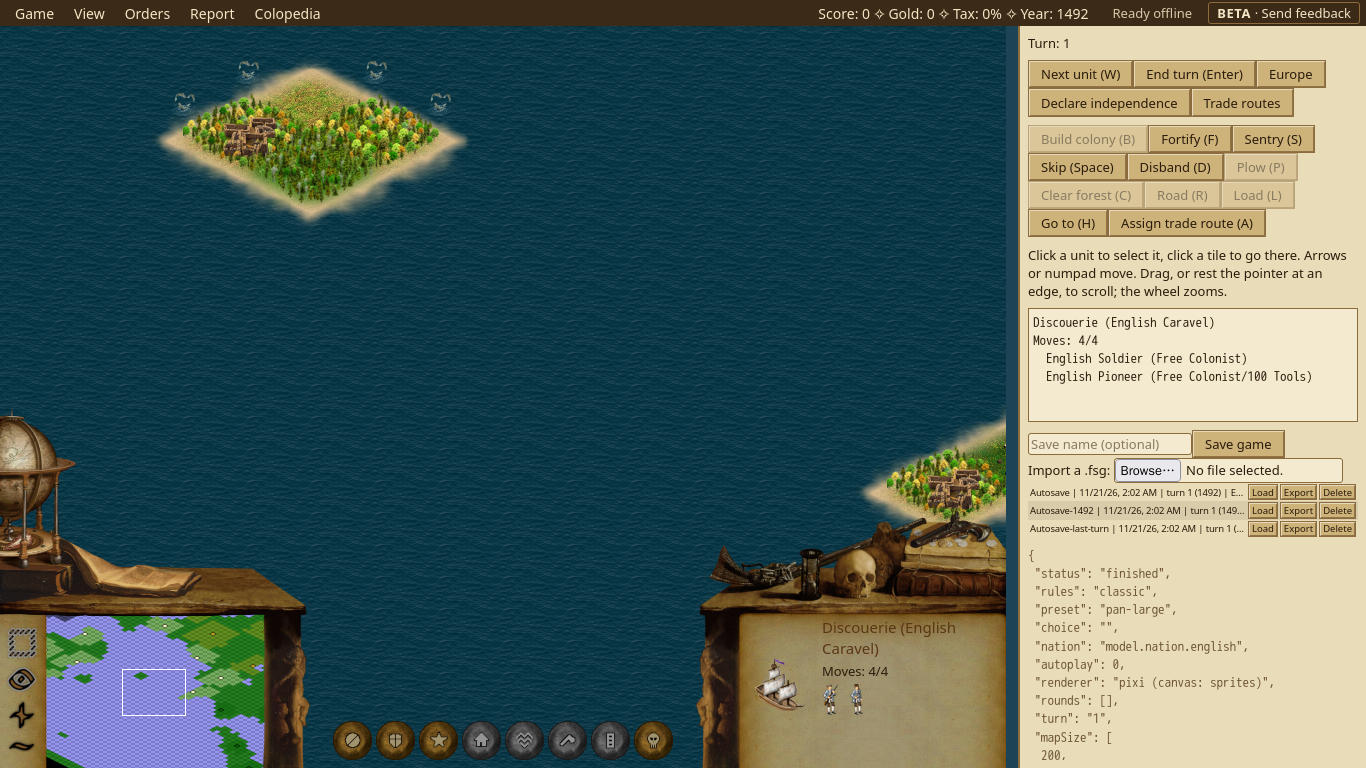 Game View Orders Report Colopedia Score: 0 ✧ Gold: 0 ✧ Tax: 0% ✧ Year: 1492 Ready offline BETA · Send feedback
Turn: 1
Next unit (W) End turn (Enter) Europe
Declare independence Trade routes
Build colony (B) Fortify (F) Sentry (S)
Skip (Space) Disband (D) Plow (P)
Clear forest (C) Road (R) Load (L)
Go to (H) Assign trade route (A)
Click a unit to select it, click a tile to go there. Arrows
or numpad move. Drag, or rest the pointer at an
edge, to scroll; the wheel zooms.
Discouerie (English Caravel)
Moves: 4/4
English Soldier (Free Colonist)
English Pioneer (Free Colonist/100 Tools)
Save name (optional) Save game
Import a .fsg: Browse... No file selected.
Autosave | 11/21/26, 2:02 AM | turn 1 (1492) | E... Load Export Delete
Autosave-1492 | 11/21/26, 2:02 AM | turn 1 (149... Load Export Delete
Autosave-last-turn | 11/21/26, 2:02 AM | turn 1 (... Load Export Delete
{
"status": "finished",
"rules": "classic",
"preset": "pan-large",
"choice": "",
"nation": "model.nation.english",
"autoplay": 0,
"renderer": "pixi (canvas: sprites)",
"rounds": [],
"turn": "1",
"mapSize": [
200,
Discouerie (English
Caravel)
Moves: 4/4